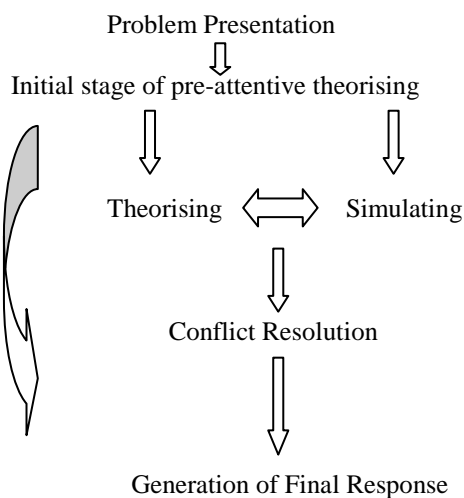 Problem Presentation
Initial stage of pre-attentive theorising
Theorising Simulating
Conflict Resolution
Generation of Final Response